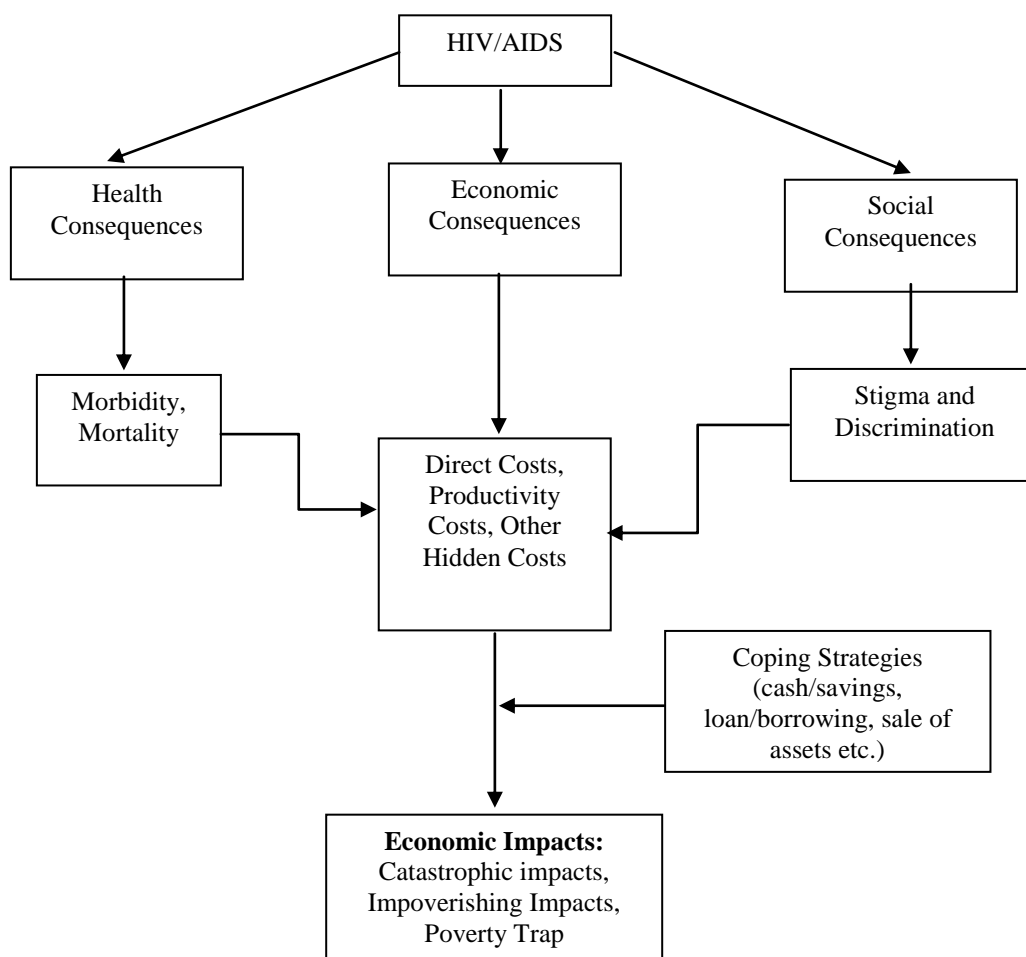 HIV/AIDS
Health
Consequences
Economic
Consequences
Social
Consequences
Morbidity,
Mortality
Stigma and
Discrimination
Direct Costs,
Productivity
Costs, Other
Hidden Costs
Coping Strategies
(cash/savings,
loan/borrowing, sale of
assets etc.)
Economic Impacts:
Catastrophic impacts,
Impoverishing Impacts,
Poverty Trap